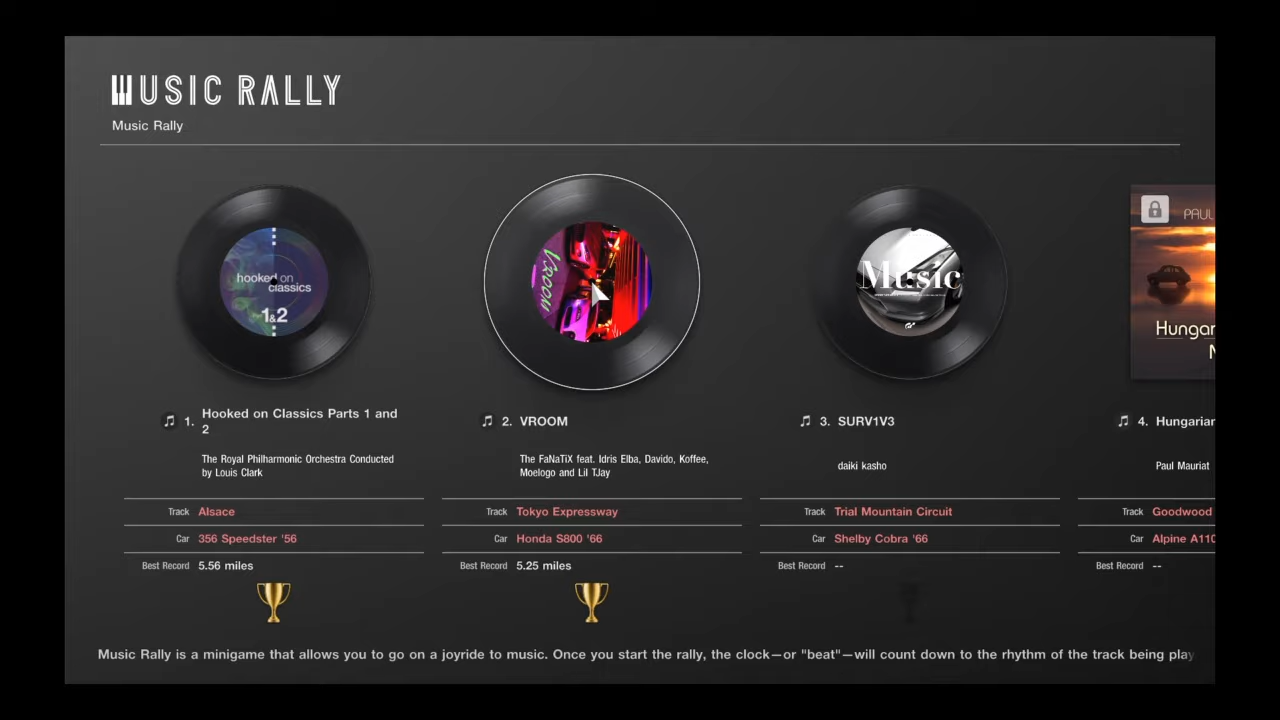 MUSIC RALLY
Music Rally
hooked on
classics
1&2
VROOM
Music
PAUL
Hungar
1. Hooked on Classics Parts 1 and
2
The Royal Philharmonic Orchestra Conducted
by Louis Clark
Track Alsace
Car 356 Speedster '56
Best Record 5.56 miles
2. VROOM
The FaNaTiX feat. Idris Elba, Davido, Koffee,
Moelogo and Lil TJay
Track Tokyo Expressway
Car Honda S800 '66
Best Record 5.25 miles
3. SURV1V3
daiki kasho
Track Trial Mountain Circuit
Car Shelby Cobra '66
Best Record --
4. Hungarian
Paul Mauriat
Track Goodwood
Car Alpine A110
Best Record --
Music Rally is a minigame that allows you to go on a joyride to music. Once you start the rally, the clock—or "beat"—will count down to the rhythm of the track being play